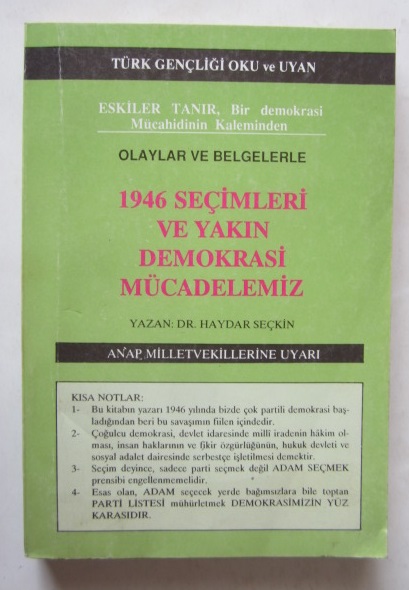 TÜRK GENÇLİĞİ OKU ve UYAN
ESKİLER TANIR, Bir demokrasi
Mücahidinin Kaleminden
OLAYLAR VE BELGELERLE
1946 SEÇİMLERİ
VE YAKIN
DEMOKRASİ
MÜCADELEMİZ
YAZAN: DR. HAYDAR SEÇKİN
ANAP MİLLETVEKİLLERİNE UYARI
KISA NOTLAR:
1- Bu kitabın yazarı 1946 yılında bizde çok partili demokrasi baş-
ladığından beri bu savaşımın fiilen içindedir.
2- Çoğulcu demokrasi, devlet idaresinde millî iradenin hâkim ol-
ması, insan haklarının ve fikir özgürlüğünün, hukuk devleti ve
sosyal adalet dairesinde serbestçe işletilmesi demektir.
3- Seçim deyince, sadece parti seçmek değil ADAM SEÇMEK
prensibi engellenmemelidir.
4- Esas olan, ADAM seçecek yerde bağımsızlara bile toptan
PARTİ LİSTESİ mühürletmek DEMOKRASİMİZİN YÜZ
KARASIDIR.